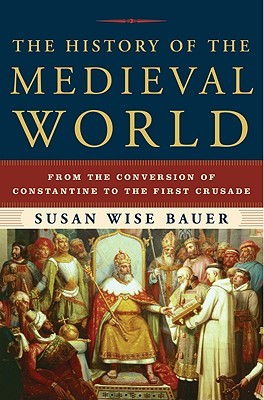 THE HISTORY OF THE
MEDIEVAL
WORLD
FROM THE CONVERSION OF
CONSTANTINE TO THE FIRST CRUSADE
SUSAN WISE BAUER